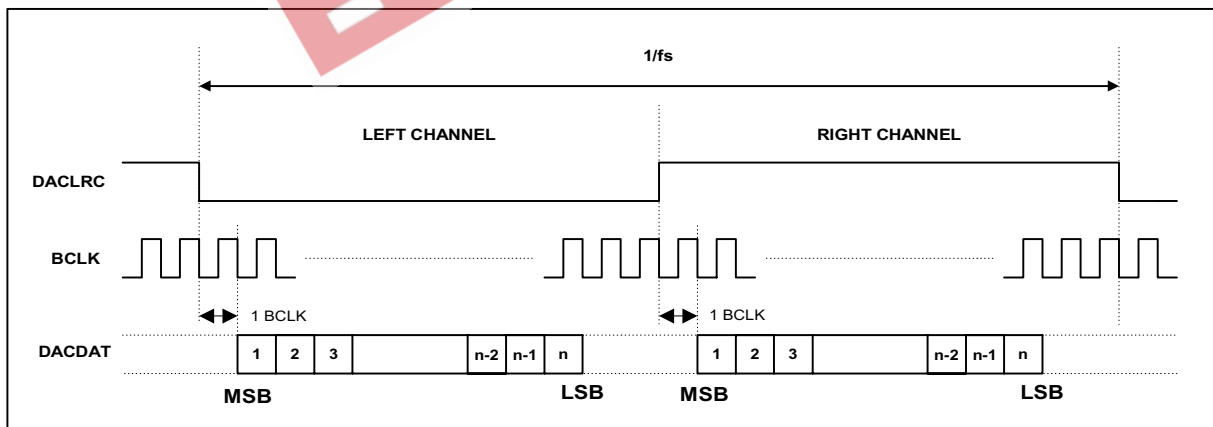 1/fs
LEFT CHANNEL RIGHT CHANNEL
DACLRC
BCLK
1 BCLK 1 BCLK
DACDAT 1 2 3 n-2 n-1 n 1 2 3 n-2 n-1 n
MSB LSB MSB LSB